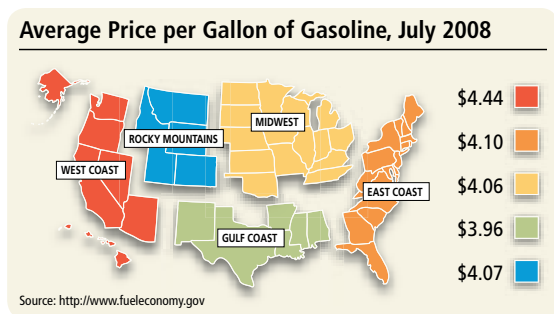 Average Price per Gallon of Gasoline, July 2008
$4.44
MIDWEST
ROCKY MOUNTAINS
$4.10
WEST COAST
EAST COAST
$4.06
GULF COAST
$3.96
$4.07
Source: http://www.fueleconomy.gov